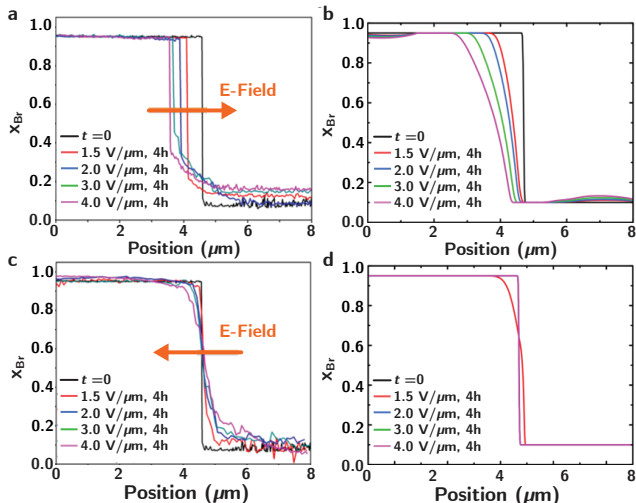 a
1.0
0.8
0.6
0.4
0.2
0.0
x_Br
E-Field
t = 0
1.5 V/μm, 4h
2.0 V/μm, 4h
3.0 V/μm, 4h
4.0 V/μm, 4h
0 2 4 6 8
Position (μm)
b
1.0
0.8
0.6
0.4
0.2
0.0
x_Br
t = 0
1.5 V/μm, 4h
2.0 V/μm, 4h
3.0 V/μm, 4h
4.0 V/μm, 4h
0 2 4 6 8
Position (μm)
c
1.0
0.8
0.6
0.4
0.2
0.0
x_Br
E-Field
t = 0
1.5 V/μm, 4h
2.0 V/μm, 4h
3.0 V/μm, 4h
4.0 V/μm, 4h
0 2 4 6 8
Position (μm)
d
1.0
0.8
0.6
0.4
0.2
0.0
x_Br
t = 0
1.5 V/μm, 4h
2.0 V/μm, 4h
3.0 V/μm, 4h
4.0 V/μm, 4h
0 2 4 6 8
Position (μm)